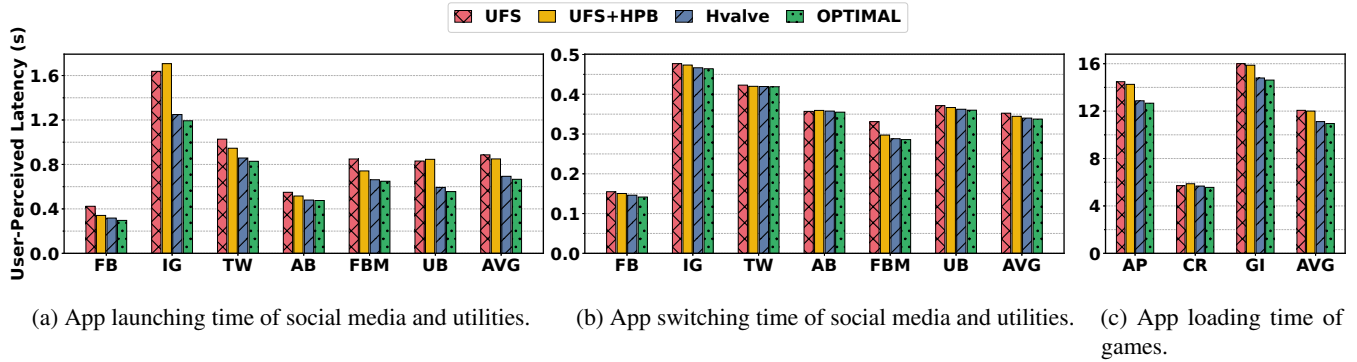 UFS UFS+HPB Hvalve OPTIMAL
User-Perceived Latency (s)
1.6
1.2
0.8
0.4
0.0
FB IG TW AB FBM UB AVG
(a) App launching time of social media and utilities.
0.5
0.4
0.3
0.2
0.1
0.0
FB IG TW AB FBM UB AVG
(b) App switching time of social media and utilities.
16
12
8
4
0
AP CR GI AVG
(c) App loading time of
games.